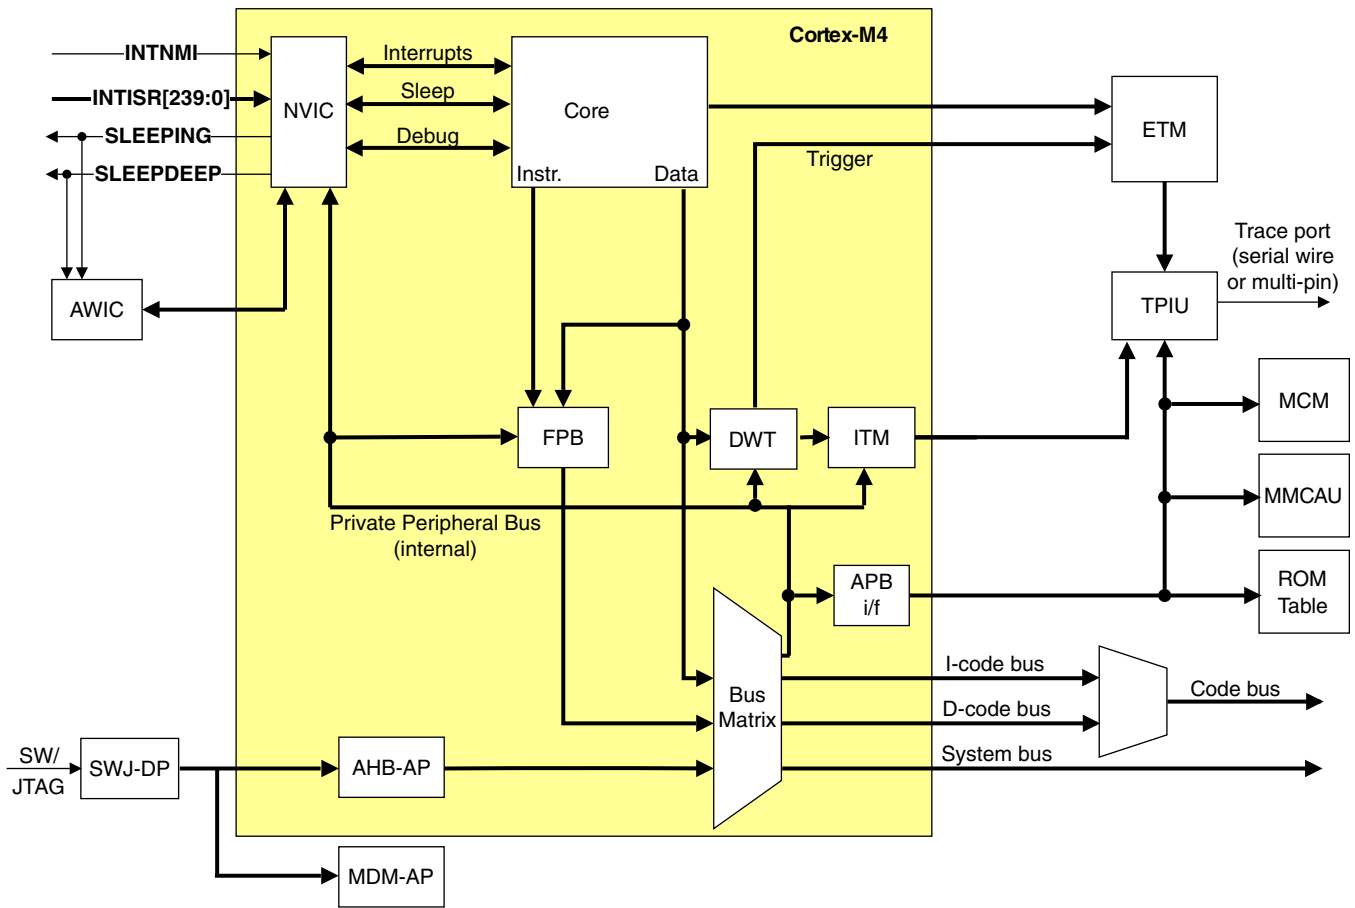 Cortex-M4
INTNMI
INTISR[239:0]
SLEEPING
SLEEPDEEP
NVIC
Interrupts
Sleep
Debug
Core
Instr.
Data
ETM
Trigger
Trace port
(serial wire
or multi-pin)
AWIC
TPIU
MCM
FPB
DWT
ITM
MMCAU
Private Peripheral Bus
(internal)
APB
i/f
ROM
Table
Bus
Matrix
I-code bus
D-code bus
Code bus
System bus
SW/
JTAG
SWJ-DP
AHB-AP
MDM-AP